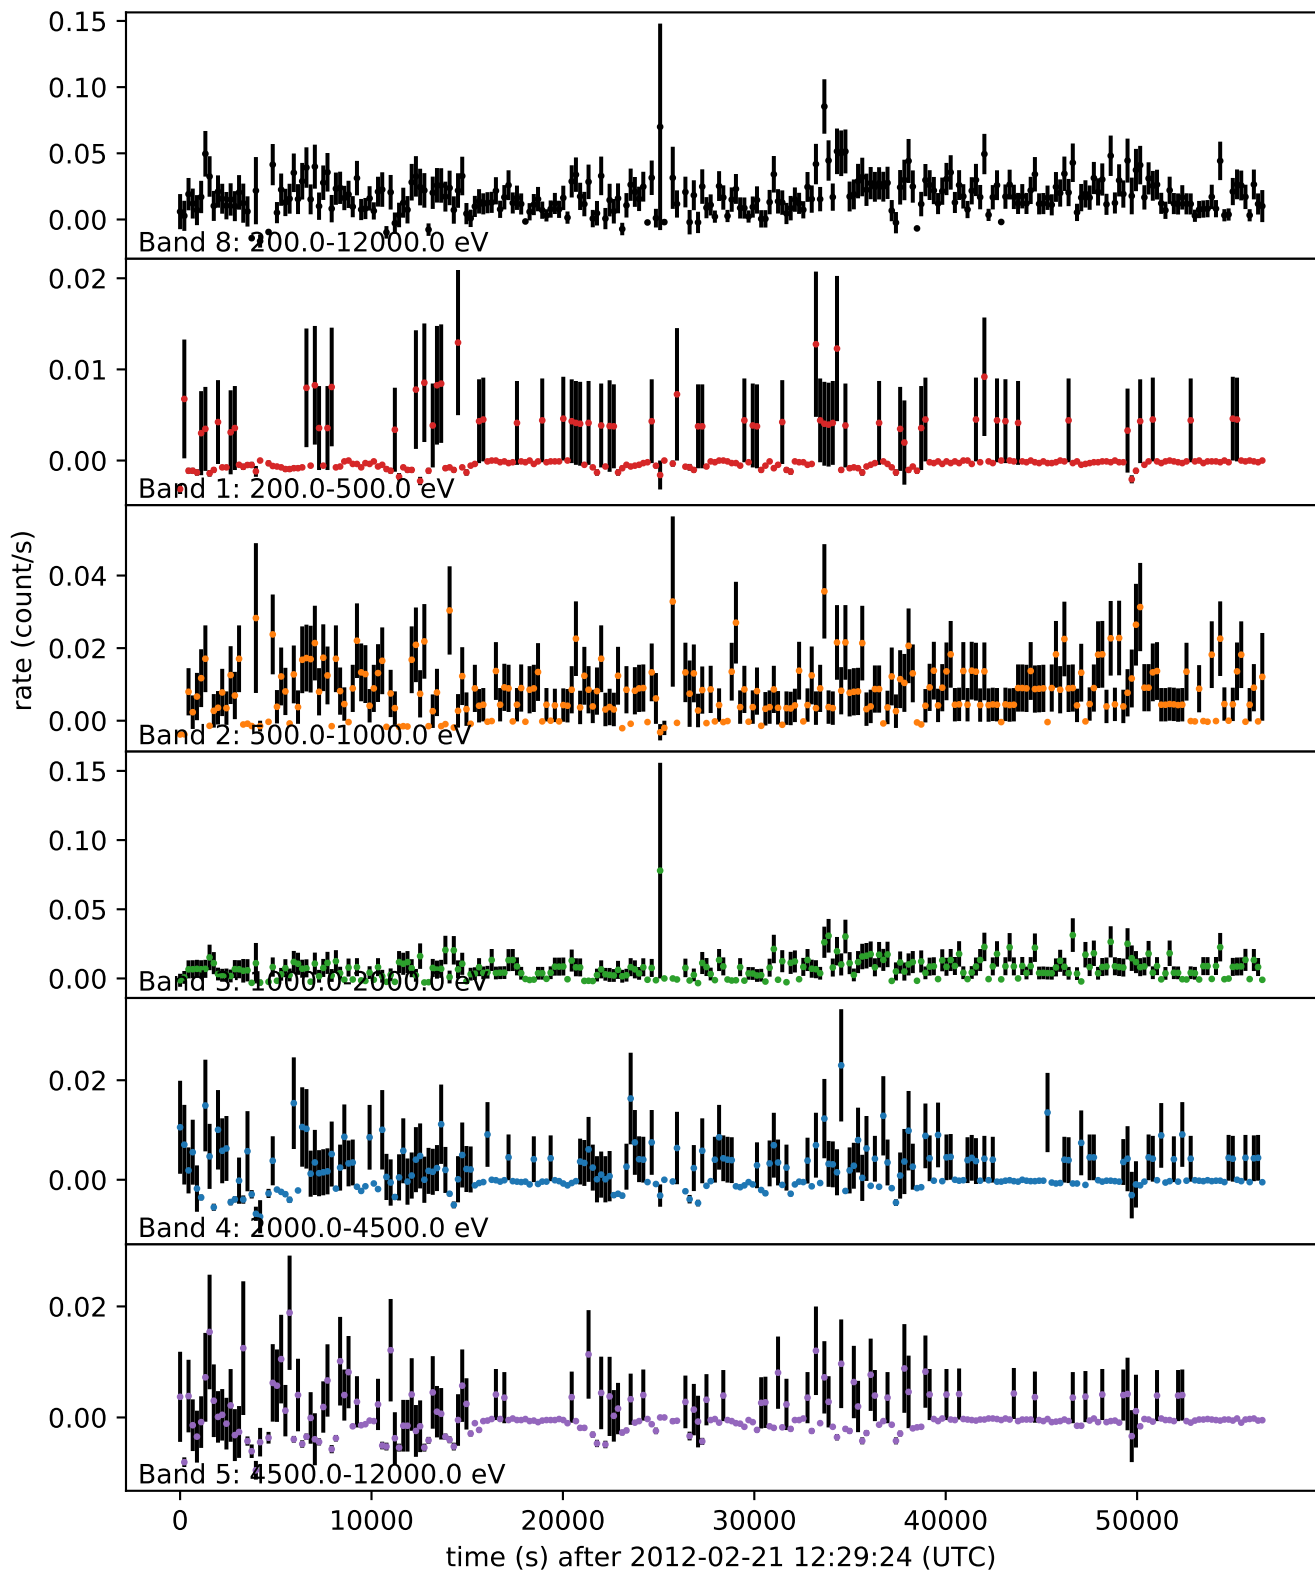 0.15
0.10
0.05
0.00
Band 8: 200.0-12000.0 eV
0.02
0.01
0.00
Band 1: 200.0-500.0 eV
rate (count/s)
0.04
0.02
0.00
Band 2: 500.0-1000.0 eV
0.15
0.10
0.05
0.00
Band 3: 1000.0-2000.0 eV
0.02
0.00
Band 4: 2000.0-4500.0 eV
0.02
0.00
Band 5: 4500.0-12000.0 eV
0 10000 20000 30000 40000 50000
time (s) after 2012-02-21 12:29:24 (UTC)